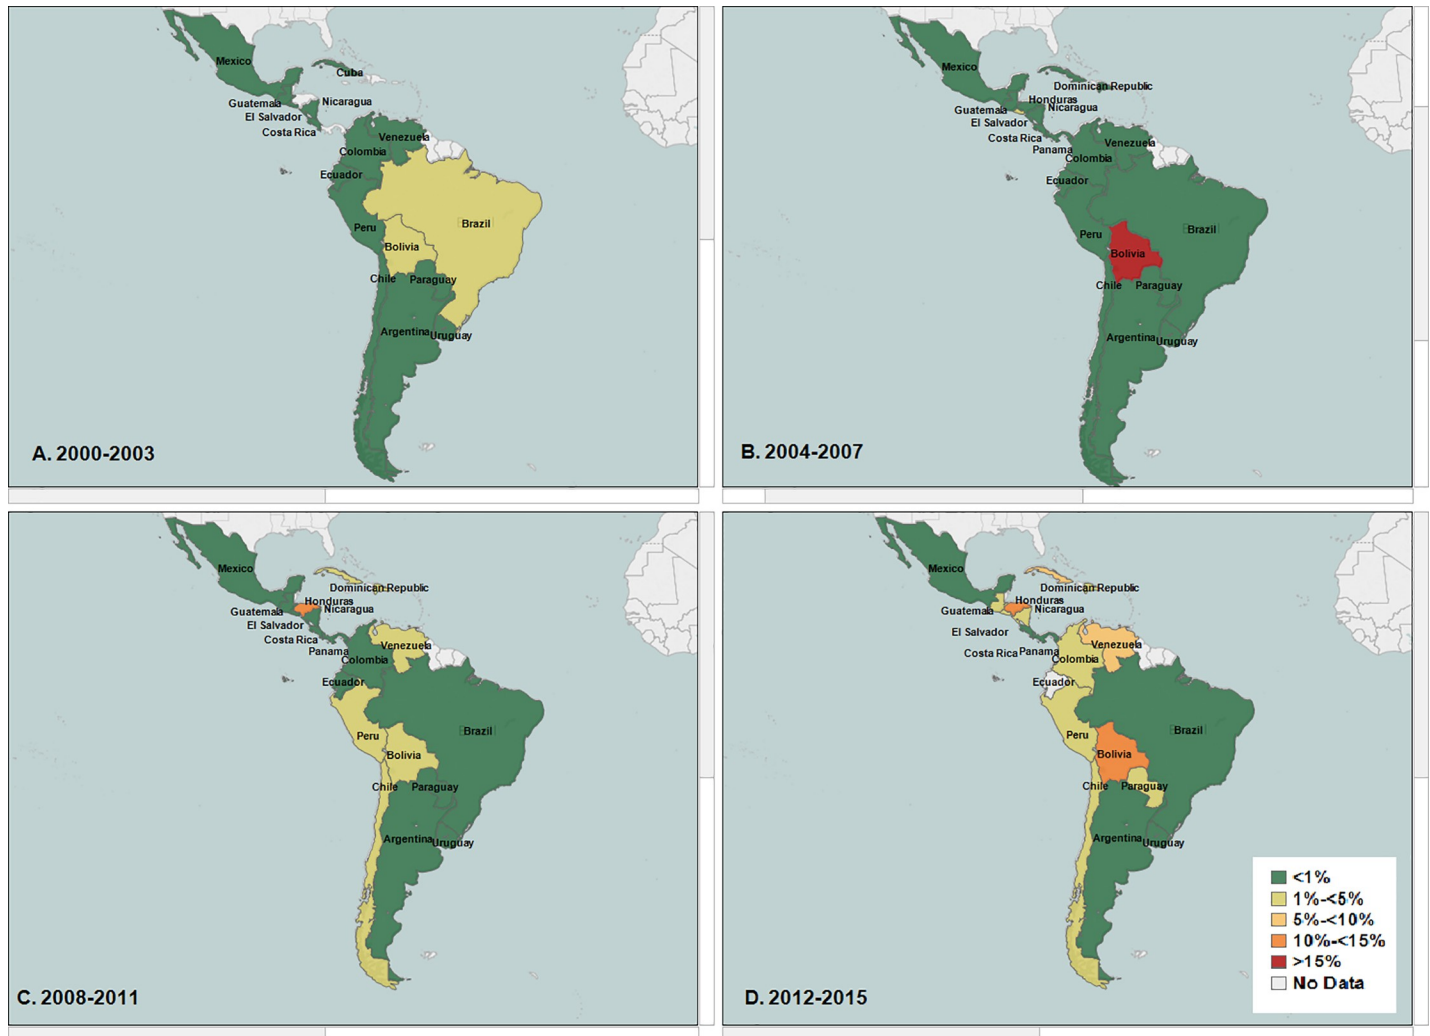 Mexico
Cuba
Guatemala
Nicaragua
El Salvador
Costa Rica
Venezuela
Colombia
Ecuador
Peru
Brazil
Bolivia
Chile
Paraguay
Argentina
Uruguay
A. 2000-2003
Mexico
Dominican Republic
Honduras
Guatemala
Nicaragua
El Salvador
Costa Rica
Panama
Venezuela
Colombia
Ecuador
Peru
Brazil
Bolivia
Chile
Paraguay
Argentina
Uruguay
B. 2004-2007
Mexico
Dominican Republic
Honduras
Guatemala
Nicaragua
El Salvador
Costa Rica
Panama
Venezuela
Colombia
Ecuador
Peru
Brazil
Bolivia
Chile
Paraguay
Argentina
Uruguay
C. 2008-2011
Mexico
Dominican Republic
Honduras
Guatemala
Nicaragua
El Salvador
Costa Rica
Panama
Venezuela
Colombia
Ecuador
Peru
Brazil
Bolivia
Chile
Paraguay
Argentina
Uruguay
D. 2012-2015
<1%
1%-<5%
5%-<10%
10%-<15%
>15%
No Data